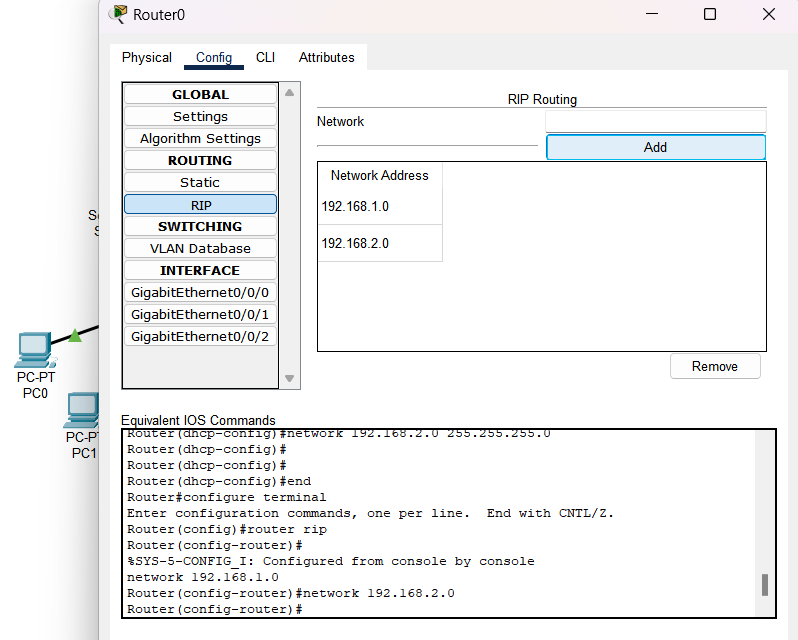 Router0
Physical Config CLI Attributes
GLOBAL
Settings
Algorithm Settings
ROUTING
Static
RIP
SWITCHING
VLAN Database
INTERFACE
GigabitEthernet0/0/0
GigabitEthernet0/0/1
GigabitEthernet0/0/2
RIP Routing
Network
Add
Network Address
192.168.1.0
192.168.2.0
Remove
PC-PT
PC0
PC-PT
PC1
Equivalent IOS Commands
Router(dhcp-config)#network 192.168.2.0 255.255.255.0
Router(dhcp-config)#
Router(dhcp-config)#
Router(dhcp-config)#end
Router#configure terminal
Enter configuration commands, one per line. End with CNTL/Z.
Router(config)#router rip
Router(config-router)#
%SYS-5-CONFIG_I: Configured from console by console
network 192.168.1.0
Router(config-router)#network 192.168.2.0
Router(config-router)#